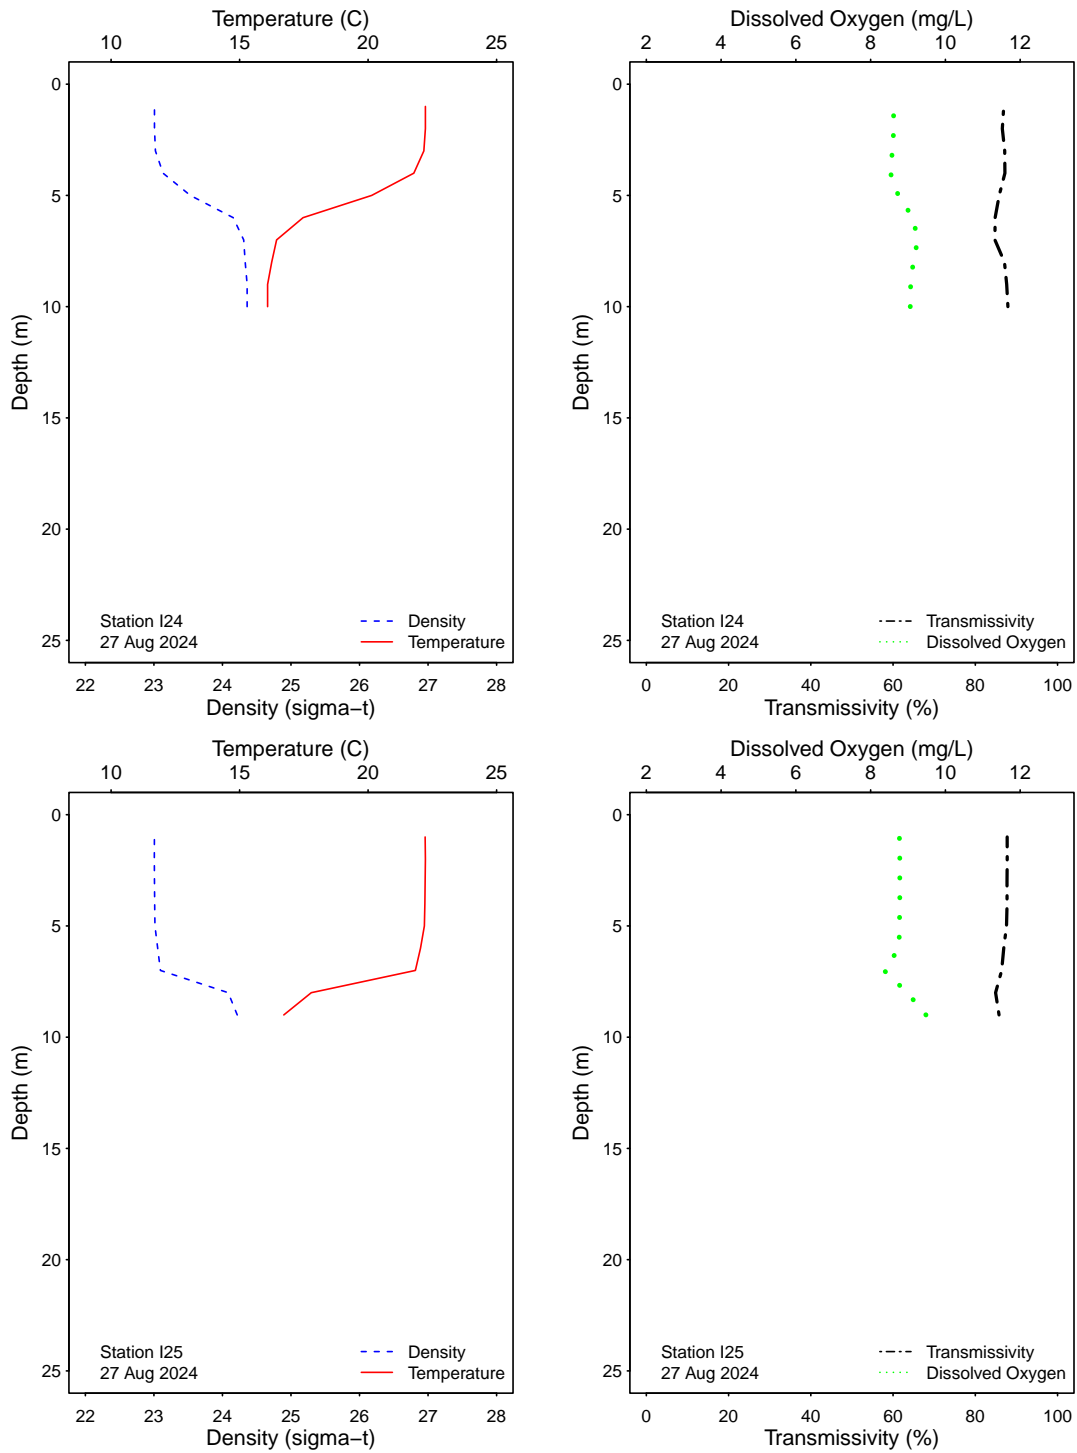 Temperature (C)
10 15 20 25
0
5
10
15
20
25
Depth (m)
Station I24
27 Aug 2024
Density
Temperature
22 23 24 25 26 27 28
Density (sigma−t)
Dissolved Oxygen (mg/L)
2 4 6 8 10 12
0
5
10
15
20
25
Depth (m)
Station I24
27 Aug 2024
Transmissivity
Dissolved Oxygen
0 20 40 60 80 100
Transmissivity (%)
Temperature (C)
10 15 20 25
0
5
10
15
20
25
Depth (m)
Station I25
27 Aug 2024
Density
Temperature
22 23 24 25 26 27 28
Density (sigma−t)
Dissolved Oxygen (mg/L)
2 4 6 8 10 12
0
5
10
15
20
25
Depth (m)
Station I25
27 Aug 2024
Transmissivity
Dissolved Oxygen
0 20 40 60 80 100
Transmissivity (%)